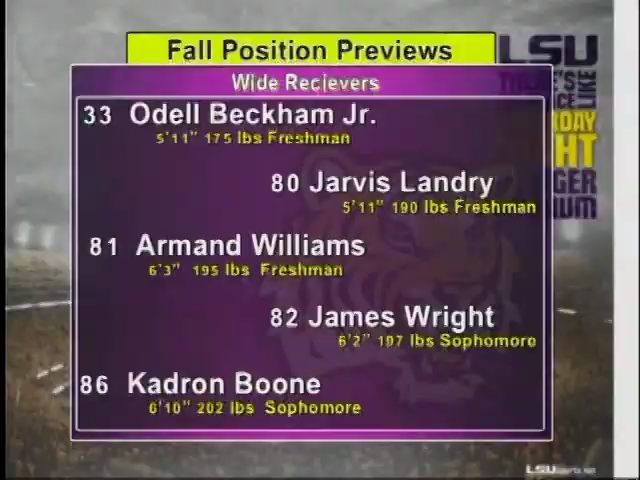 Fall Position Previews
LSU
Wide Recievers
33 Odell Beckham Jr.
5'11" 175 lbs Freshman
80 Jarvis Landry
5'11" 190 lbs Freshman
81 Armand Williams
6'3" 195 lbs Freshman
82 James Wright
6'2" 197 lbs Sophomore
86 Kadron Boone
6'10" 202 lbs Sophomore